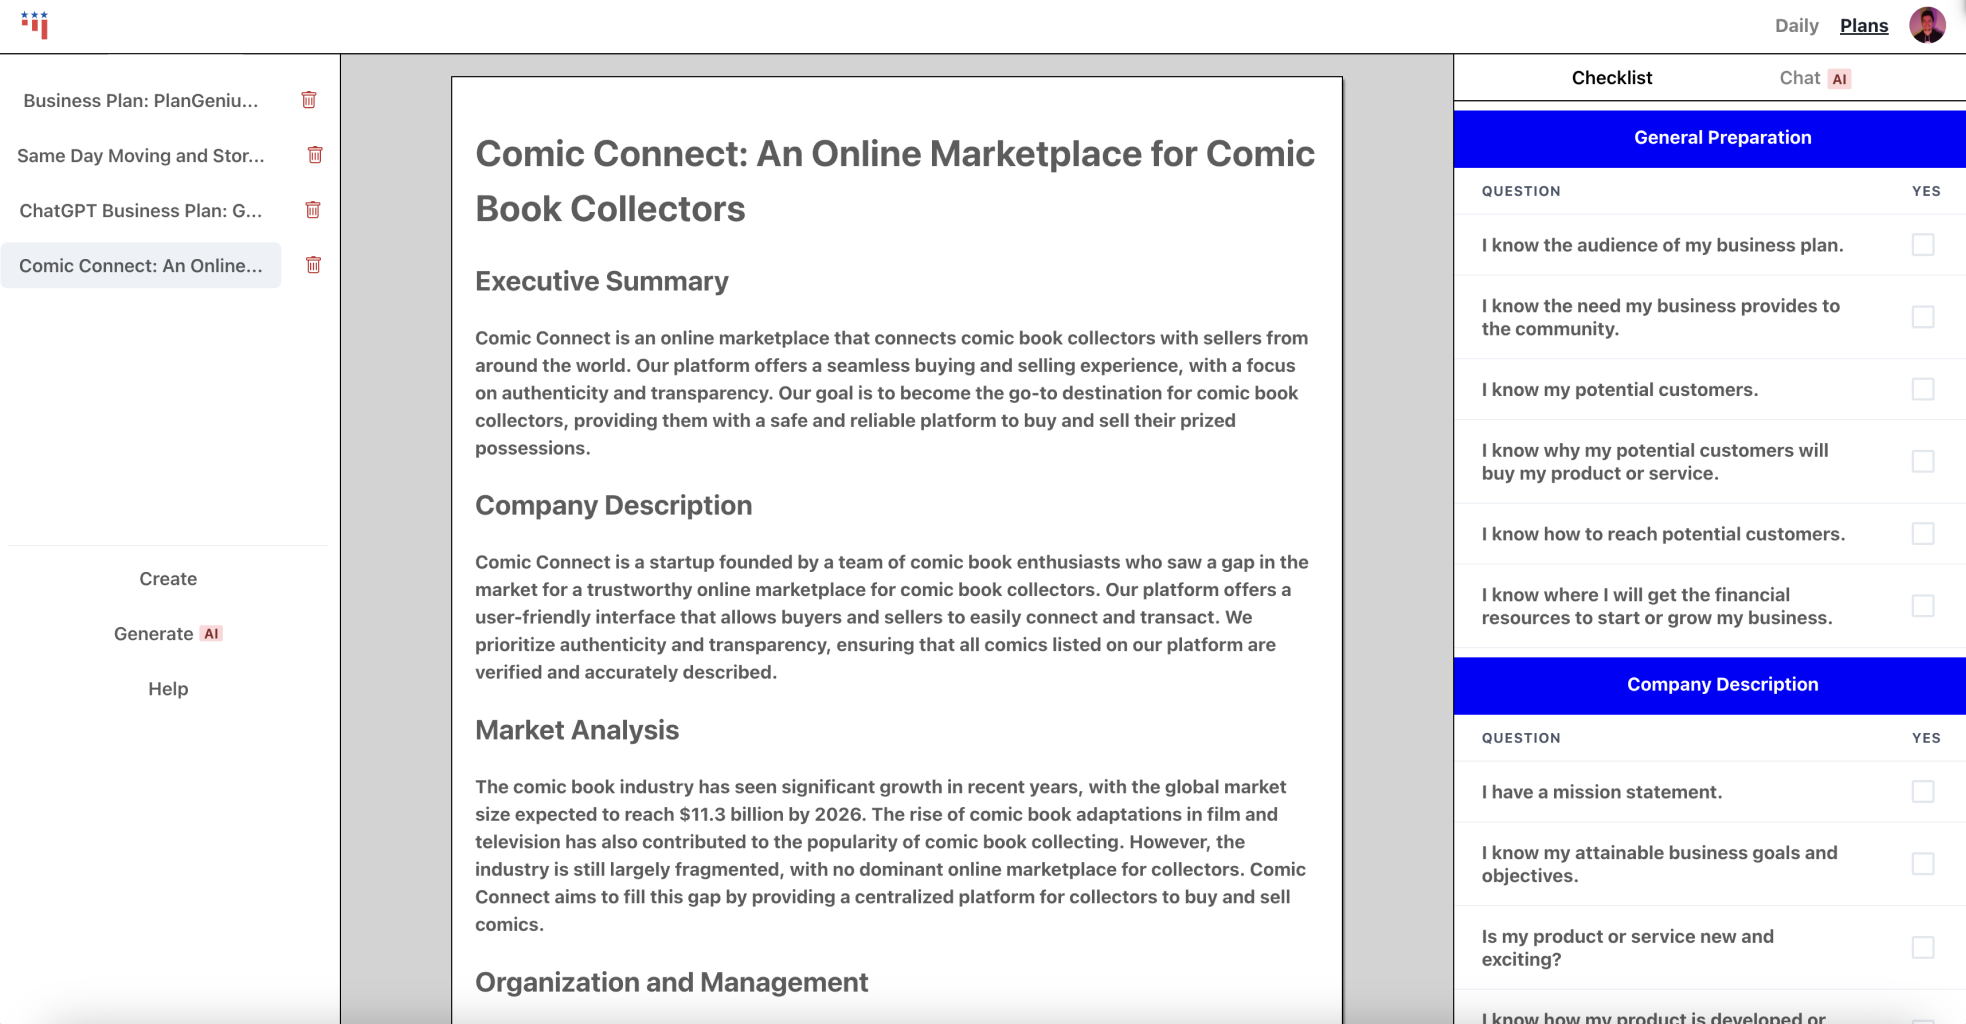 Daily Plans
Business Plan: PlanGeniu...
Same Day Moving and Stor...
ChatGPT Business Plan: G...
Comic Connect: An Online...
Create
Generate AI
Help
Comic Connect: An Online Marketplace for Comic
Book Collectors
Executive Summary
Comic Connect is an online marketplace that connects comic book collectors with sellers from
around the world. Our platform offers a seamless buying and selling experience, with a focus
on authenticity and transparency. Our goal is to become the go-to destination for comic book
collectors, providing them with a safe and reliable platform to buy and sell their prized
possessions.
Company Description
Comic Connect is a startup founded by a team of comic book enthusiasts who saw a gap in the
market for a trustworthy online marketplace for comic book collectors. Our platform offers a
user-friendly interface that allows buyers and sellers to easily connect and transact. We
prioritize authenticity and transparency, ensuring that all comics listed on our platform are
verified and accurately described.
Market Analysis
The comic book industry has seen significant growth in recent years, with the global market
size expected to reach $11.3 billion by 2026. The rise of comic book adaptations in film and
television has also contributed to the popularity of comic book collecting. However, the
industry is still largely fragmented, with no dominant online marketplace for collectors. Comic
Connect aims to fill this gap by providing a centralized platform for collectors to buy and sell
comics.
Organization and Management
Checklist Chat AI
General Preparation
QUESTION YES
I know the audience of my business plan.
I know the need my business provides to
the community.
I know my potential customers.
I know why my potential customers will
buy my product or service.
I know how to reach potential customers.
I know where I will get the financial
resources to start or grow my business.
Company Description
QUESTION YES
I have a mission statement.
I know my attainable business goals and
objectives.
Is my product or service new and
exciting?
I know how my product is developed or